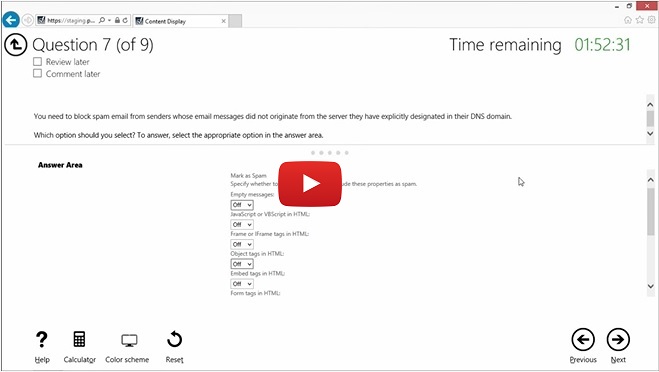 https://staging.p...
Content Display
Question 7 (of 9)
Time remaining 01:52:31
Review later
Comment later
You need to block spam email from senders whose email messages did not originate from the server they have explicitly designated in their DNS domain.
Which option should you select? To answer, select the appropriate option in the answer area.
Answer Area
Mark as Spam
Specify whether to ude these properties as spam.
Empty messages:
Off
JavaScript or VBScript in HTML:
Off
Frame or IFrame tags in HTML:
Off
Object tags in HTML:
Off
Embed tags in HTML:
Off
Form tags in HTML:
Help
Calculator
Color scheme
Reset
Previous
Next